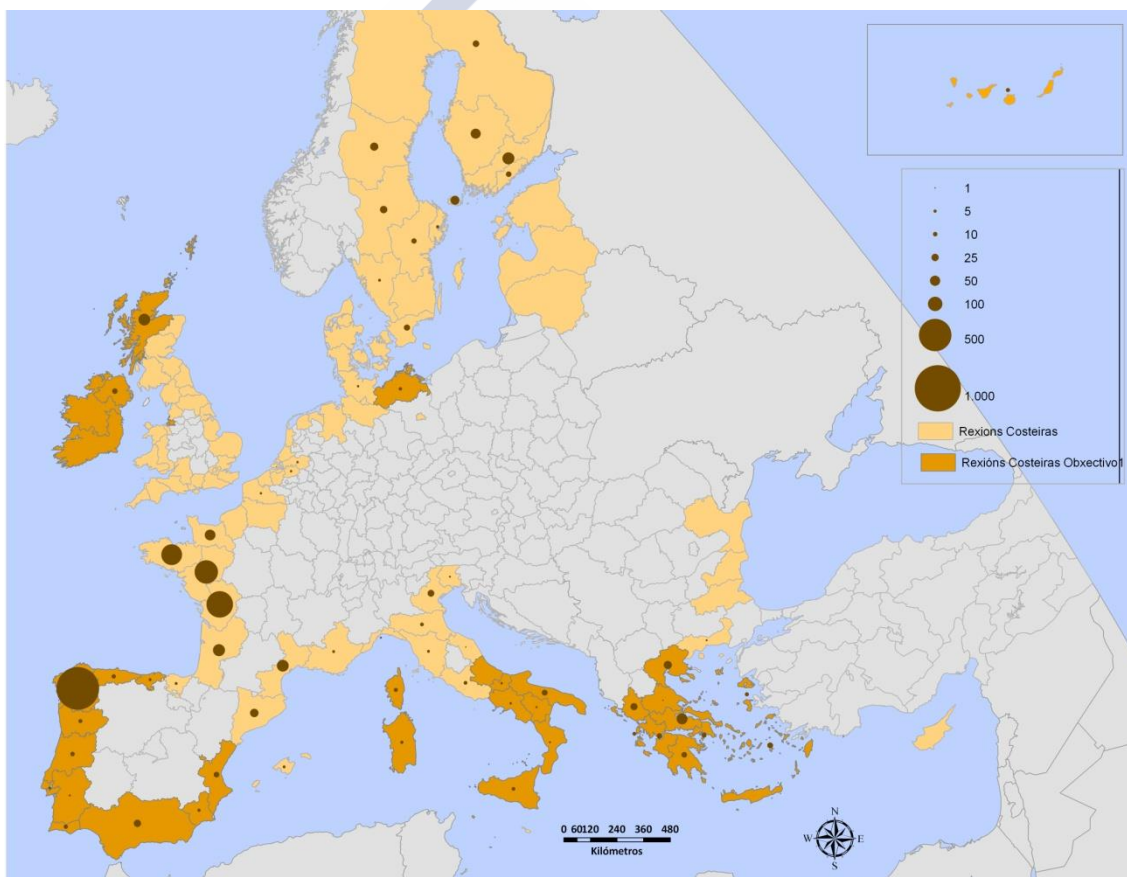 1
5
10
25
50
100
500
1.000
Rexions Costeiras
Rexións Costeiras Obxectivo1
N
W E
S
0 60120 240 360 480
Kilómetros